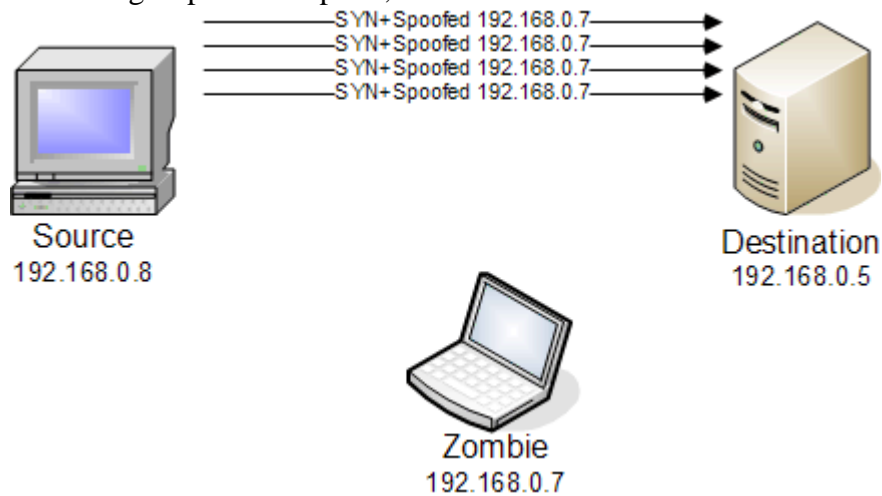 SYN+Spoofed 192.168.0.7
SYN+Spoofed 192.168.0.7
SYN+Spoofed 192.168.0.7
SYN+Spoofed 192.168.0.7
Source
192.168.0.8
Destination
192.168.0.5
Zombie
192.168.0.7